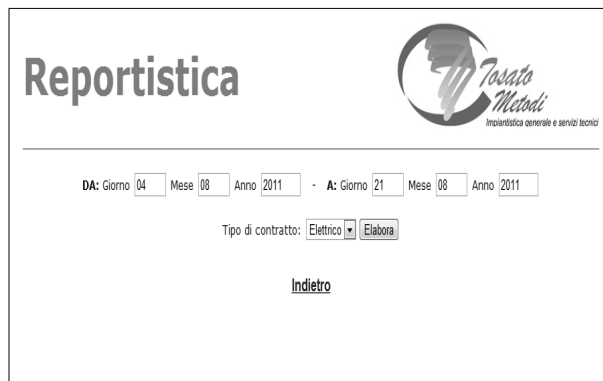 Reportistica
Tosato
Metodi
Impiantistica generale e servizi tecnici
DA: Giorno 04 Mese 08 Anno 2011 - A: Giorno 21 Mese 08 Anno 2011
Tipo di contratto: Elettrico Elabora
Indietro